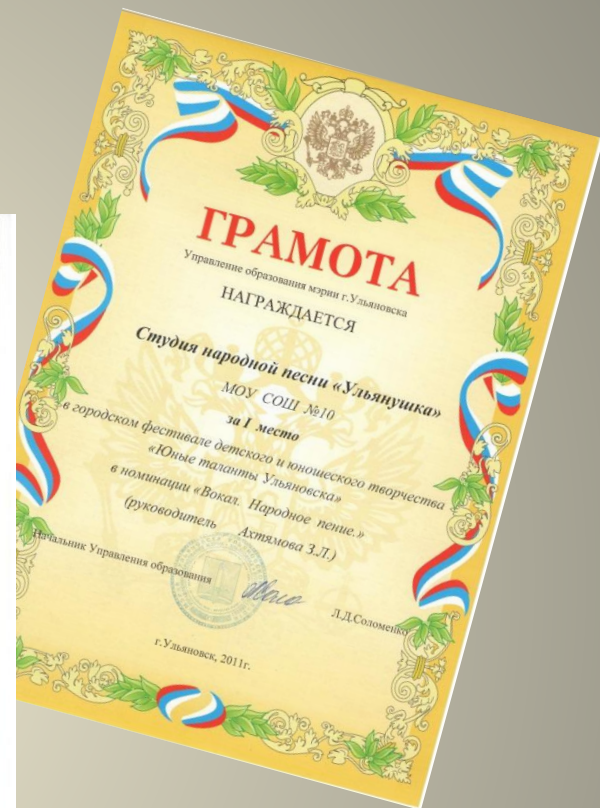 ГРАМОТА
Управление образования мэрии г.Ульяновска
НАГРАЖДАЕТСЯ
Студия народной песни «Ульянушка»
МОУ СОШ №10
за I место
в городском фестивале детского и юношеского творчества
«Юные таланты Ульяновска»
в номинации «Вокал. Народное пение.»
(руководитель Ахтямова З.Л.)
Начальник Управления образования
Л.Д.Соломенко
г.Ульяновск, 2011г.